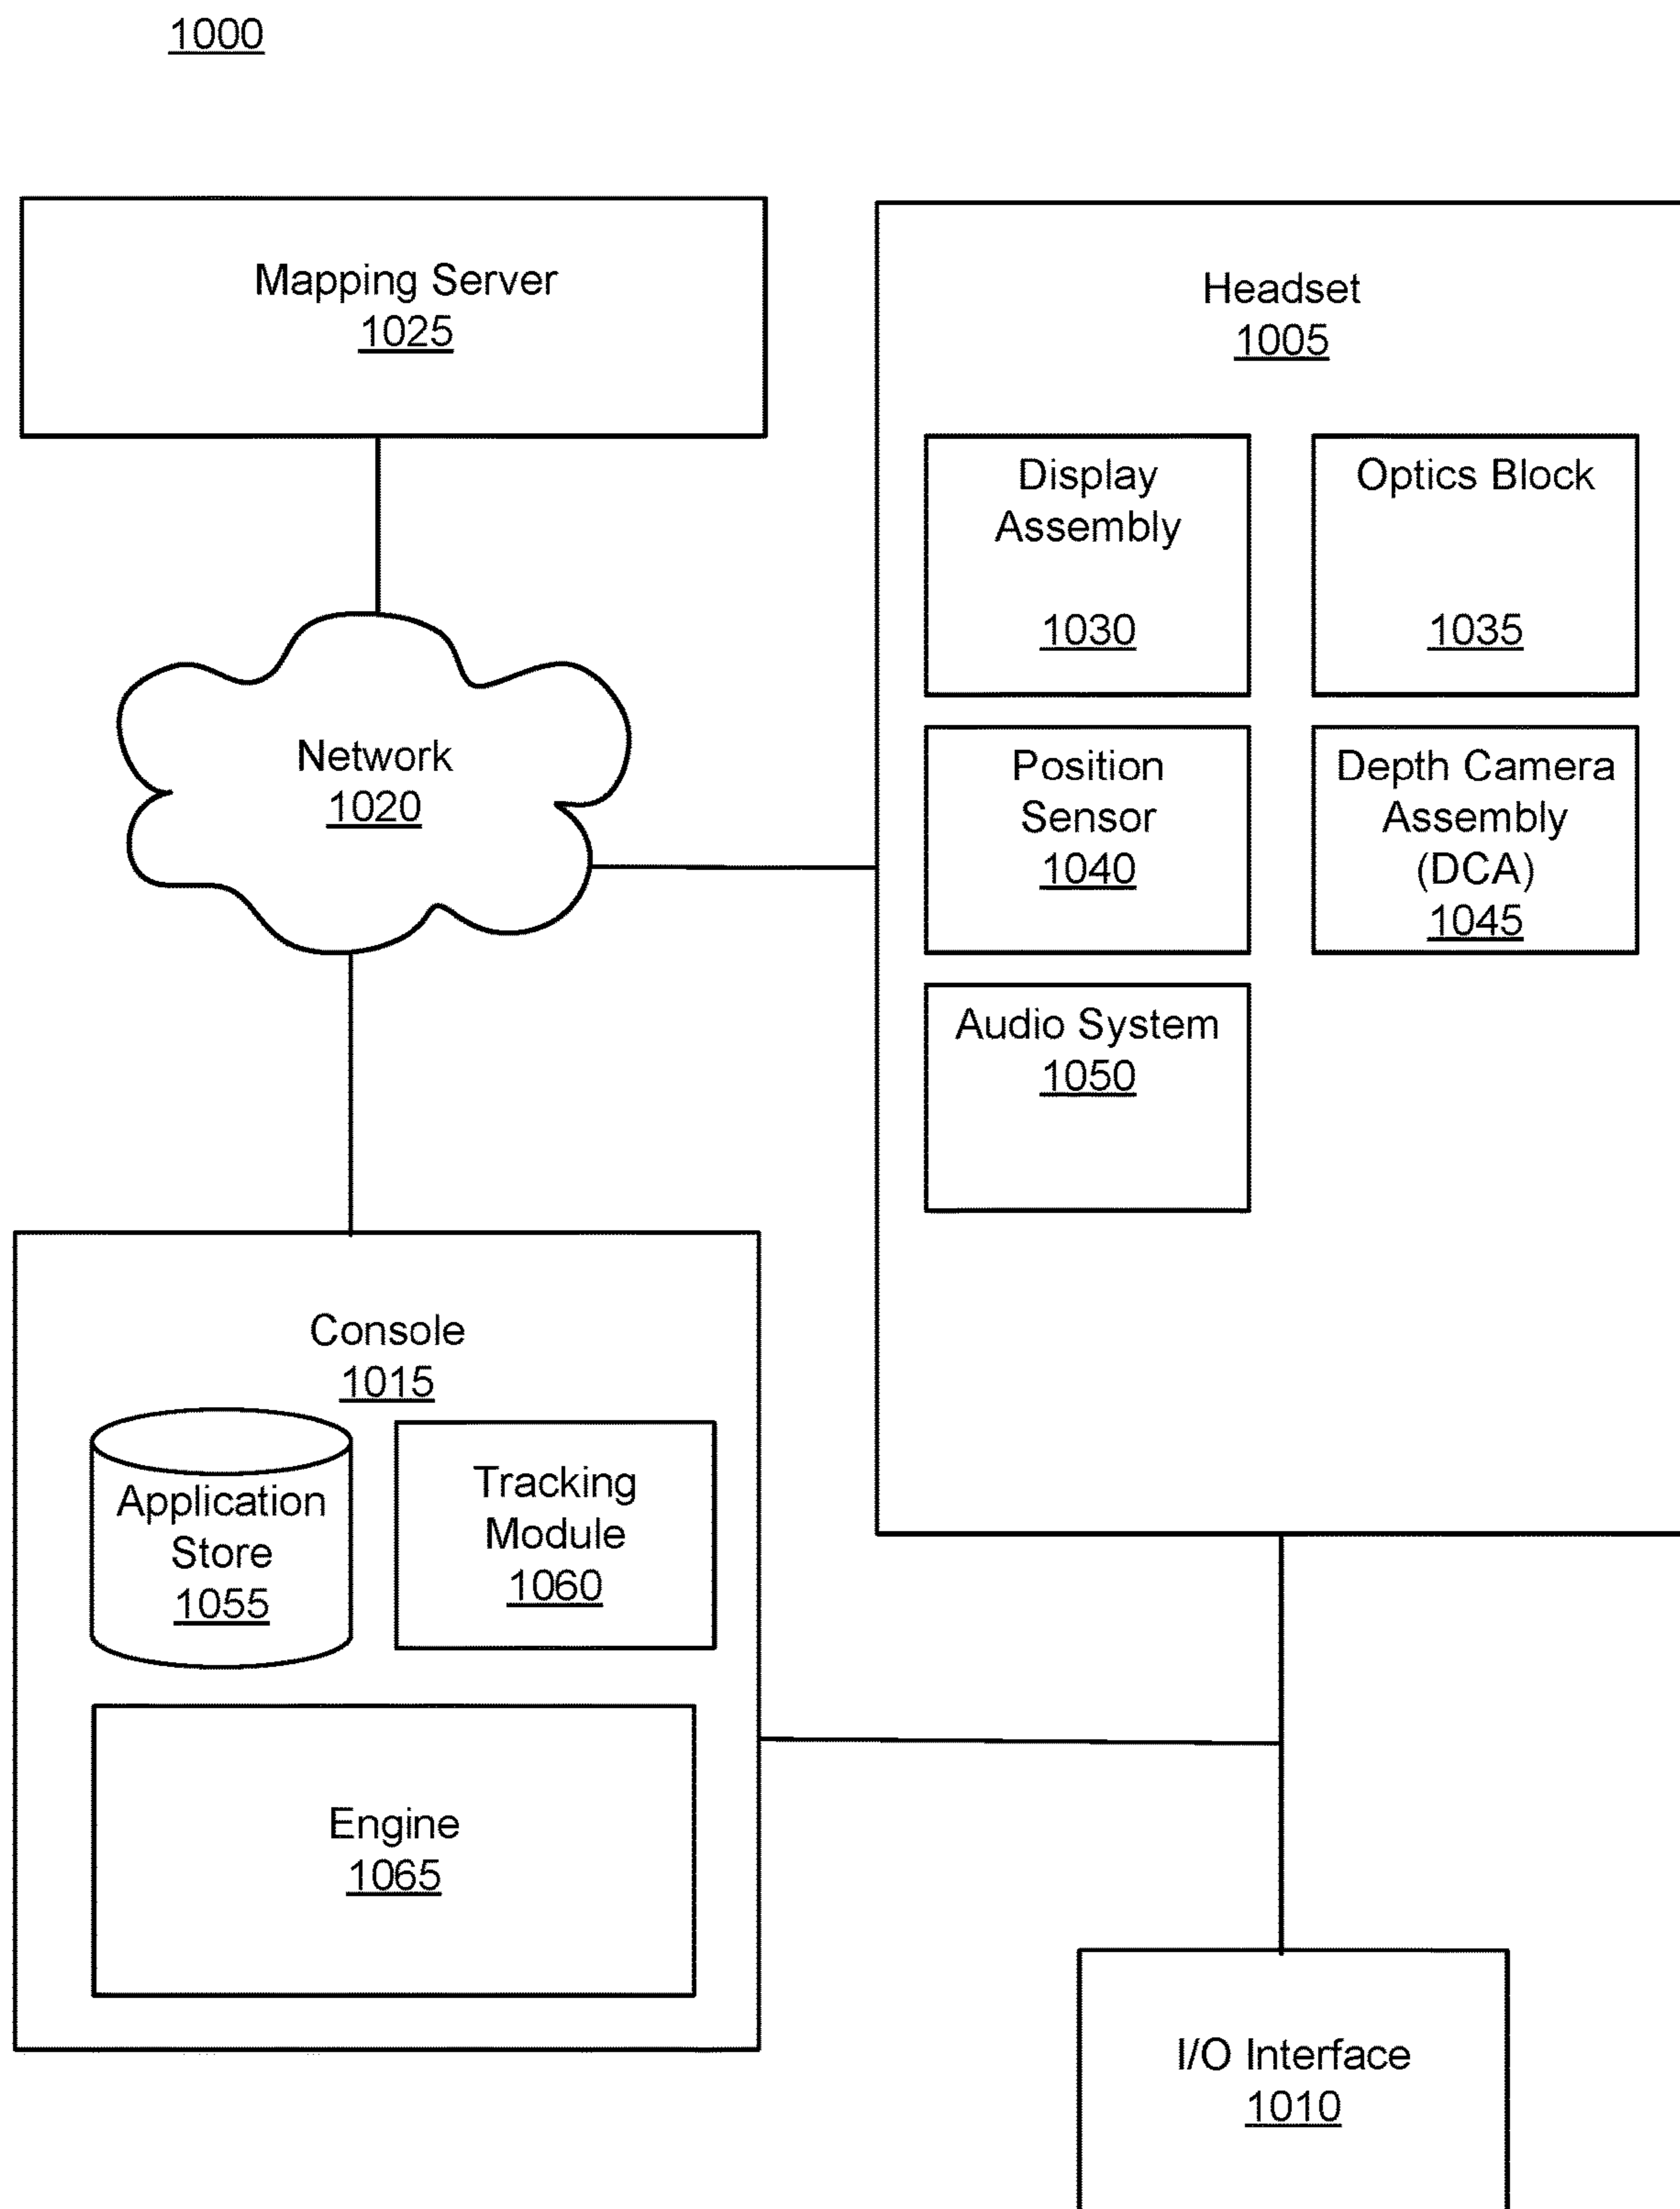 1000
Mapping Server
1025
Headset
1005
Display
Assembly
1030
Optics Block
1035
Network
1020
Position
Sensor
1040
Depth Camera
Assembly
(DCA)
1045
Audio System
1050
Console
1015
Application
Store
1055
Tracking
Module
1060
Engine
1065
I/O Interface
1010